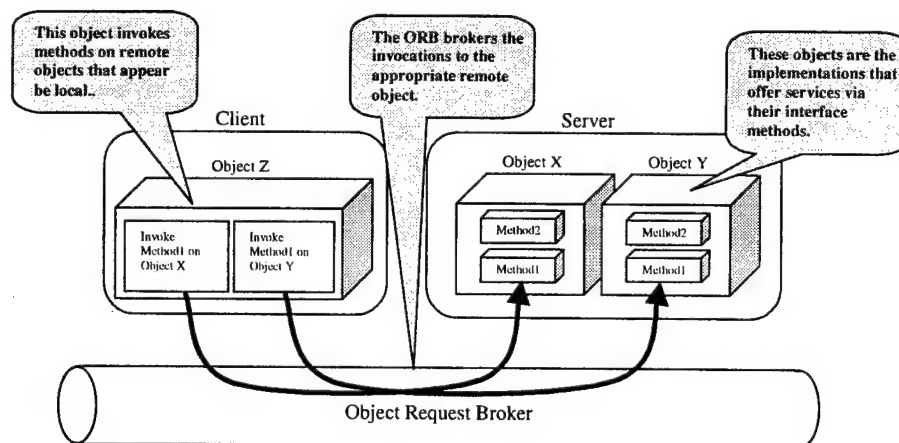 This object invokes
methods on remote
objects that appear
be local..
The ORB brokers the
invocations to the
appropriate remote
object.
These objects are the
implementations that
offer services via
their interface
methods.
Client
Server
Object Z
Object X
Object Y
Invoke
Method1 on
Object X
Invoke
Method1 on
Object Y
Method2
Method1
Method2
Method1
Object Request Broker